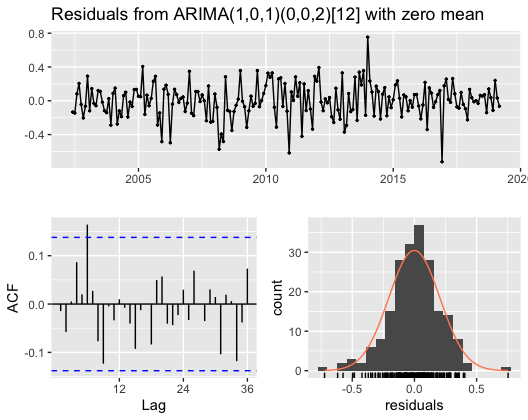 Residuals from ARIMA(1,0,1)(0,0,2)[12] with zero mean
0.8
0.4
0.0
-0.4
2005 2010 2015 2020
ACF
0.1
0.0
-0.1
12 24 36
Lag
count
30
20
10
0
-0.5 0.0 0.5
residuals